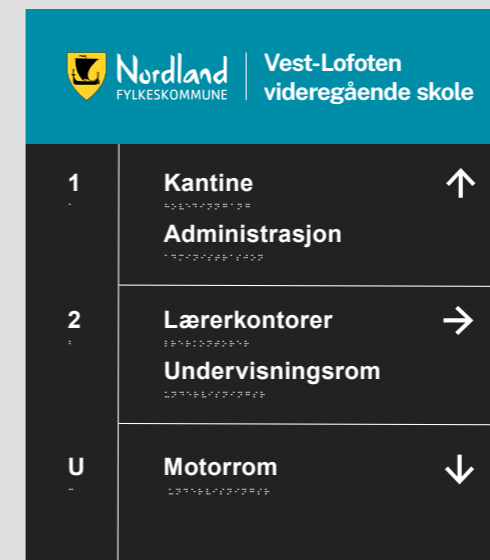 Nordland
FYLKESKOMMUNE
Vest-Lofoten
videregående skole
1
Kantine
Administrasjon
2
Lærerkontorer
Undervisningsrom
U
Motorrom